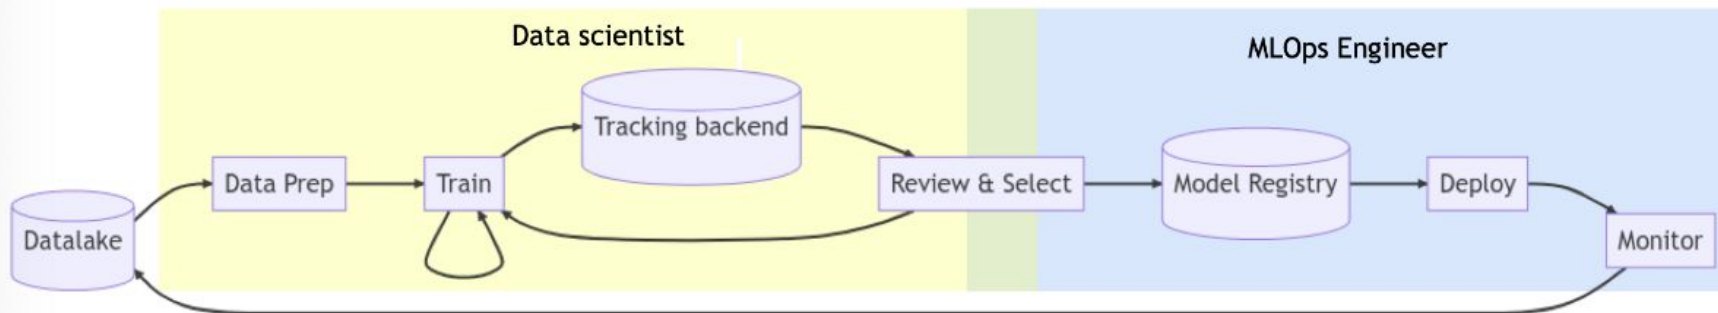 Data scientist
MLOps Engineer
Tracking backend
Data Prep
Train
Review & Select
Model Registry
Deploy
Datalake
Monitor